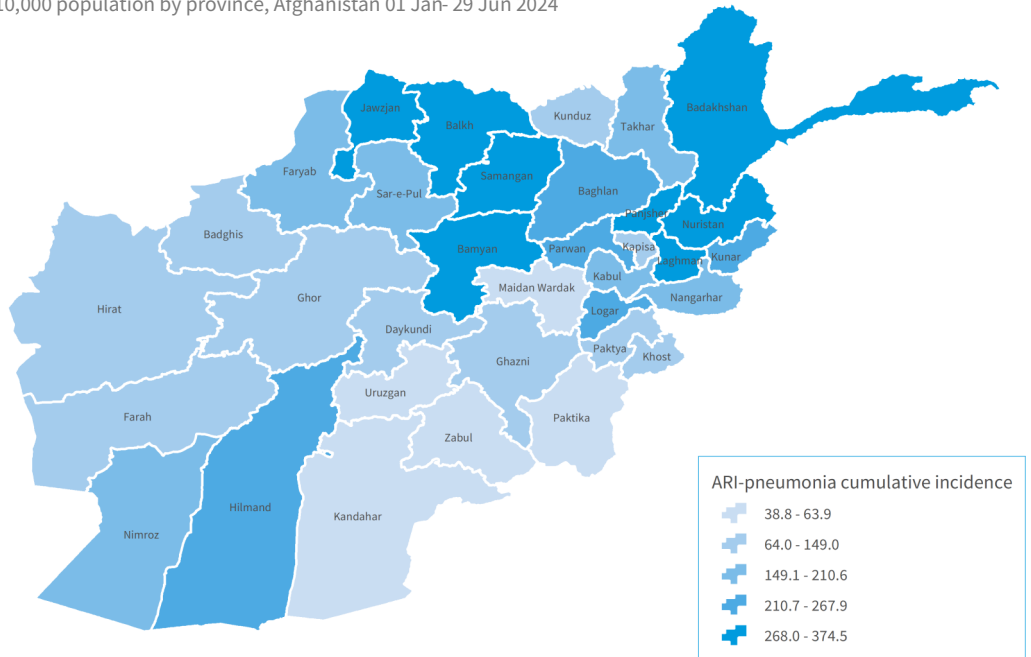 10,000 population by province, Afghanistan 01 Jan- 29 Jun 2024
Badakhshan
Jawzjan
Balkh
Kunduz
Takhar
Faryab
Samangan
Baghlan
Sar-e-Pul
Panjsher
Nuristan
Badghis
Bamyan
Parwan
Kapisa
Laghman
Kunar
Kabul
Maidan Wardak
Hirat
Ghor
Nangarhar
Logar
Daykundi
Paktya
Khost
Ghazni
Uruzgan
Farah
Paktika
Zabul
Hilmand
Kandahar
Nimroz
ARI-pneumonia cumulative incidence
38.8 - 63.9
64.0 - 149.0
149.1 - 210.6
210.7 - 267.9
268.0 - 374.5